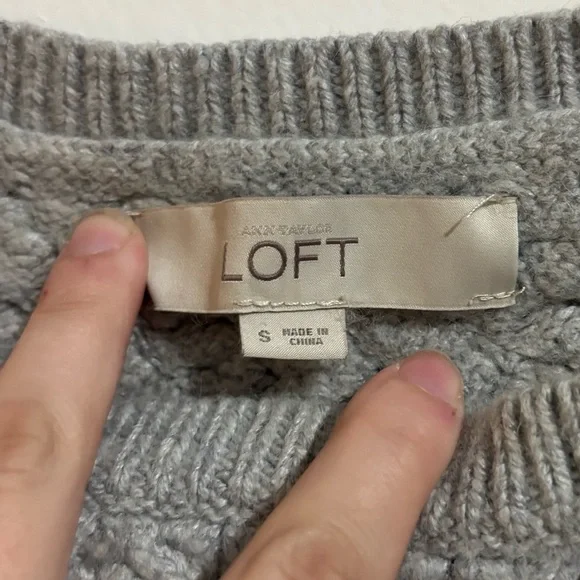 ANN TAYLOR
LOFT
S MADE IN
CHINA